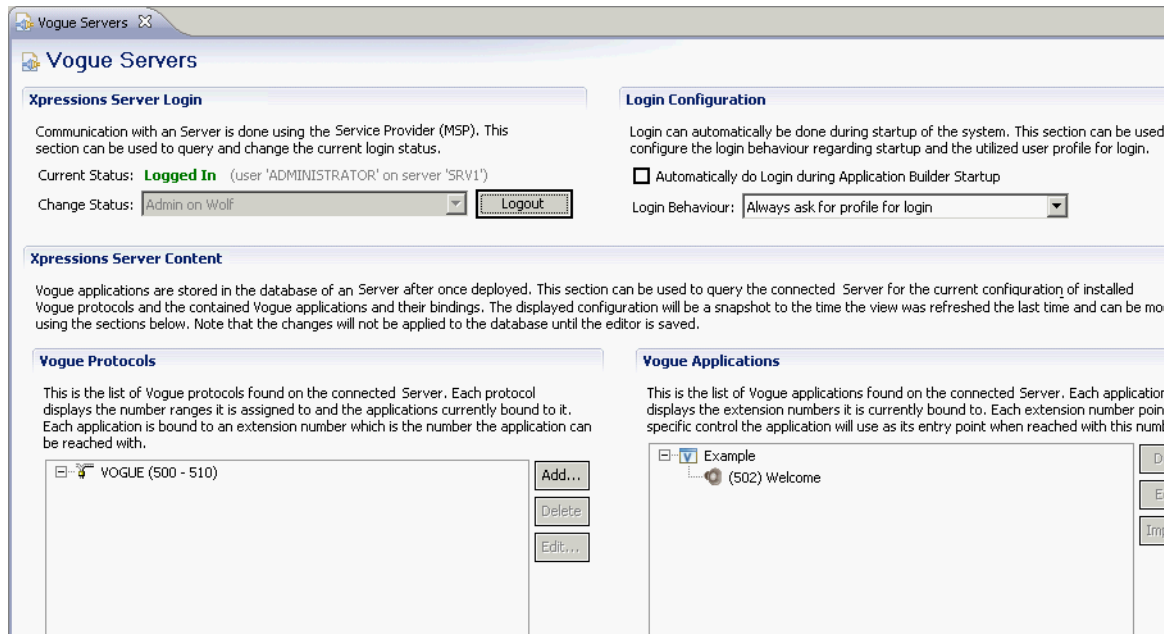 Vogue Servers
Vogue Servers
Xpressions Server Login
Communication with an Server is done using the Service Provider (MSP). This
section can be used to query and change the current login status.
Current Status: Logged In (user 'ADMINISTRATOR' on server 'SRV1')
Change Status: Admin on Wolf Logout
Login Configuration
Login can automatically be done during startup of the system. This section can be used
configure the login behaviour regarding startup and the utilized user profile for login.
Automatically do Login during Application Builder Startup
Login Behaviour: Always ask for profile for login
Xpressions Server Content
Vogue applications are stored in the database of an Server after once deployed. This section can be used to query the connected Server for the current configuration of installed
Vogue protocols and the contained Vogue applications and their bindings. The displayed configuration will be a snapshot to the time the view was refreshed the last time and can be mo
using the sections below. Note that the changes will not be applied to the database until the editor is saved.
Vogue Protocols
This is the list of Vogue protocols found on the connected Server. Each protocol
displays the number ranges it is assigned to and the applications currently bound to it.
Each application is bound to an extension number which is the number the application can
be reached with.
VOGUE (500 - 510)
Add...
Delete
Edit...
Vogue Applications
This is the list of Vogue applications found on the connected Server. Each application
displays the extension numbers it is currently bound to. Each extension number poin
specific control the application will use as its entry point when reached with this numb
Example
(502) Welcome
D
E
Imp